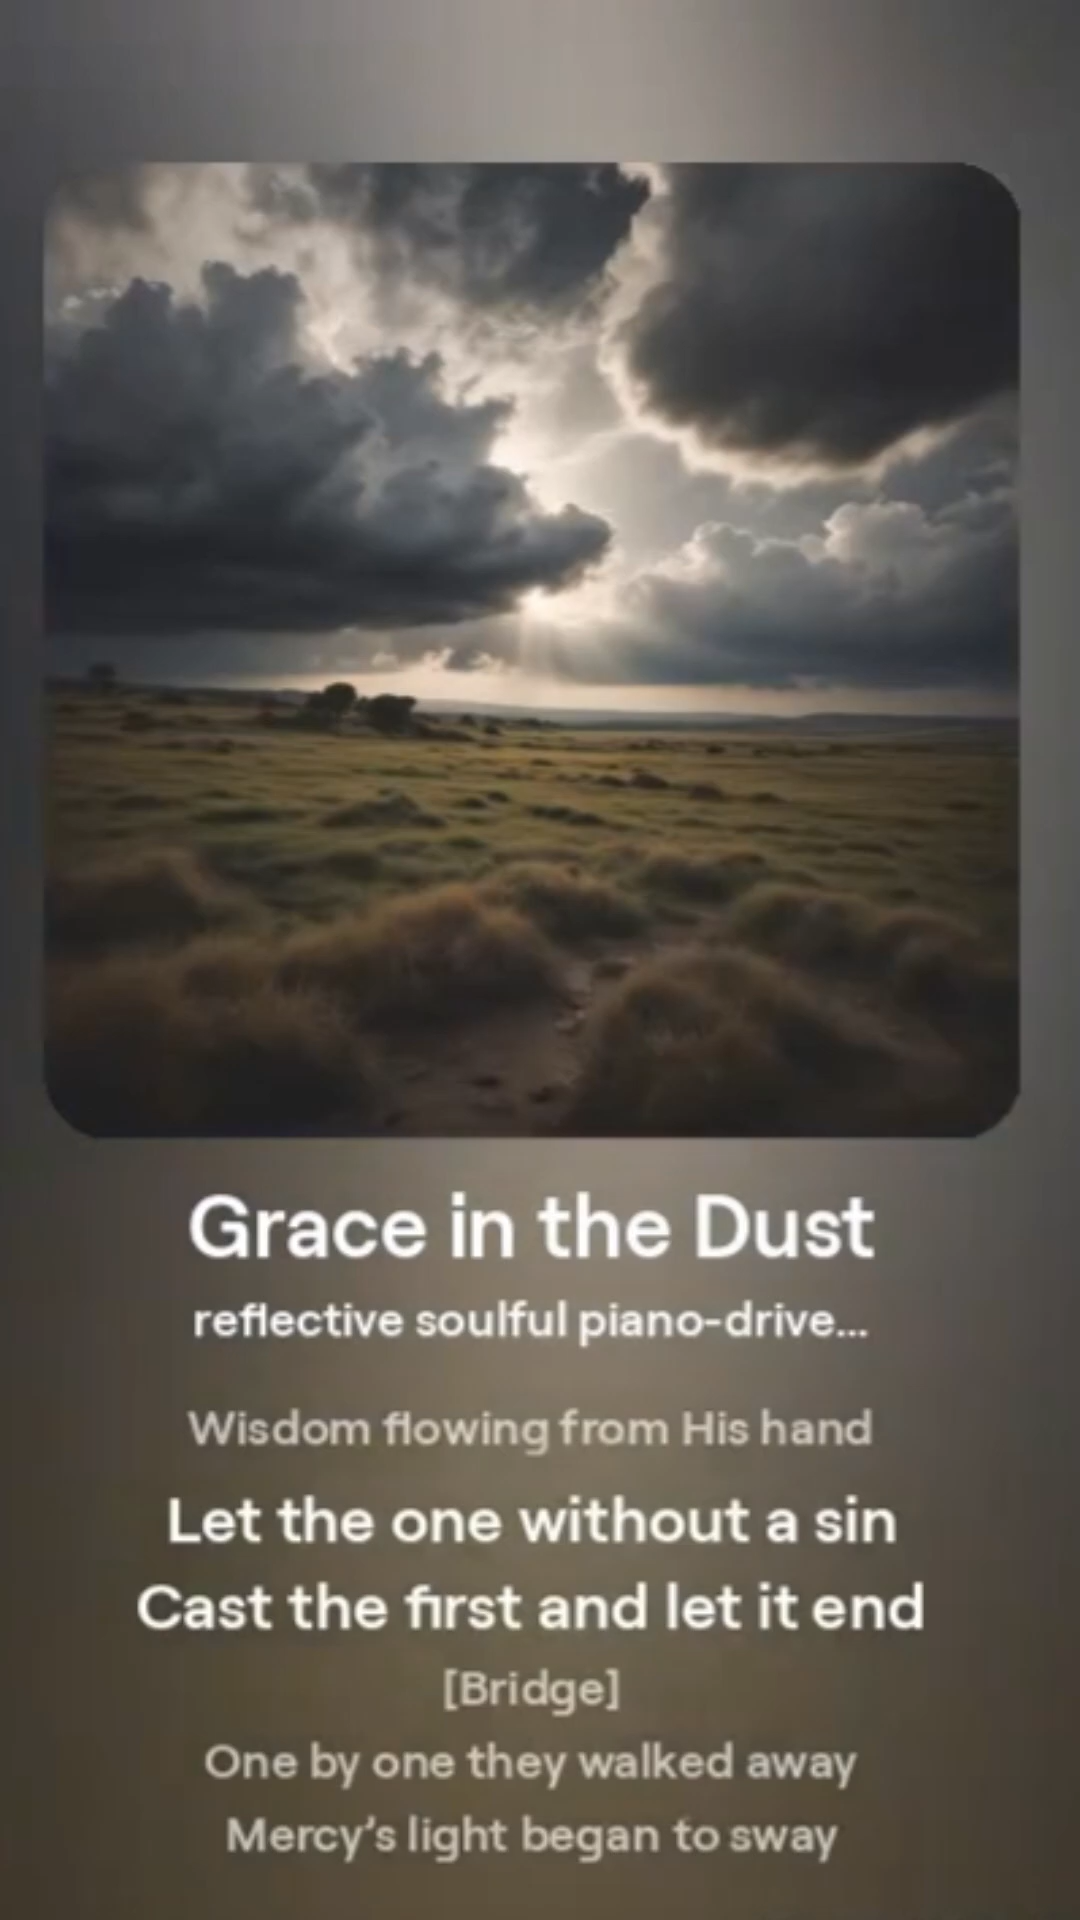 Grace in the Dust
reflective soulful piano-drive...
Wisdom flowing from His hand
Let the one without a sin
Cast the first and let it end
[Bridge]
One by one they walked away
Mercy’s light began to sway